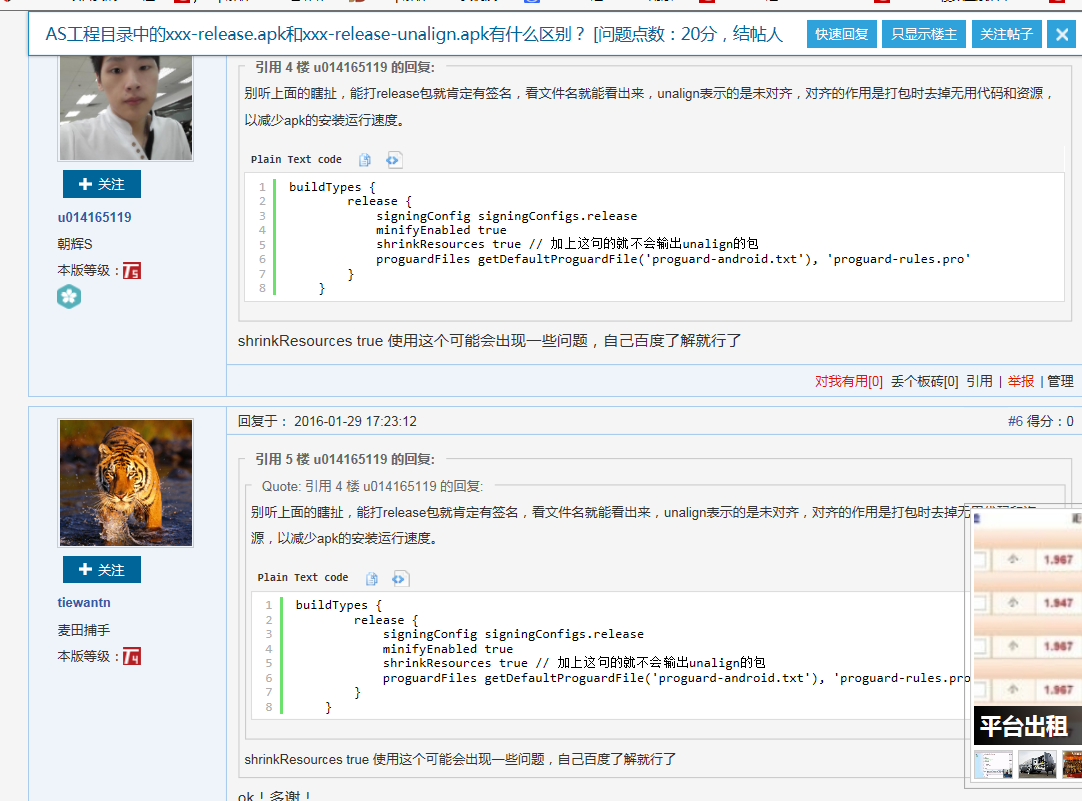 AS工程目录中的xxx-release.apk和xxx-release-unalign.apk有什么区别？ [问题点数：20分，结帖人
快速回复
只显示楼主
关注帖子
引用 4 楼 u014165119 的回复:
别听上面的瞎扯，能打release包就肯定有签名，看文件名就能看出来，unalign表示的是未对齐，对齐的作用是打包时去掉无用代码和资源，
以减少apk的安装运行速度。
Plain Text code
1 buildTypes {
2 release {
3 signingConfig signingConfigs.release
4 minifyEnabled true
5 shrinkResources true // 加上这句的就不会输出unalign的包
6 proguardFiles getDefaultProguardFile('proguard-android.txt'), 'proguard-rules.pro'
7 }
8 }
shrinkResources true 使用这个可能会出现一些问题，自己百度了解就行了
关注
u014165119
朝辉S
本版等级：T5
对我有用[0] 丢个板砖[0] 引用 | 举报 | 管理
回复于： 2016-01-29 17:23:12
#6 得分：0
关注
tiewantn
麦田捕手
本版等级：T4
引用 5 楼 u014165119 的回复:
Quote: 引用 4 楼 u014165119 的回复:
别听上面的瞎扯，能打release包就肯定有签名，看文件名就能看出来，unalign表示的是未对齐，对齐的作用是打包时去掉无用代码和资
源，以减少apk的安装运行速度。
Plain Text code
1 buildTypes {
2 release {
3 signingConfig signingConfigs.release
4 minifyEnabled true
5 shrinkResources true // 加上这句的就不会输出unalign的包
6 proguardFiles getDefaultProguardFile('proguard-android.txt'), 'proguard-rules.pro
7 }
8 }
shrinkResources true 使用这个可能会出现一些问题，自己百度了解就行了
ok！多谢！
小 1.967
小 1.947
小 1.967
小 1.967
平台出租